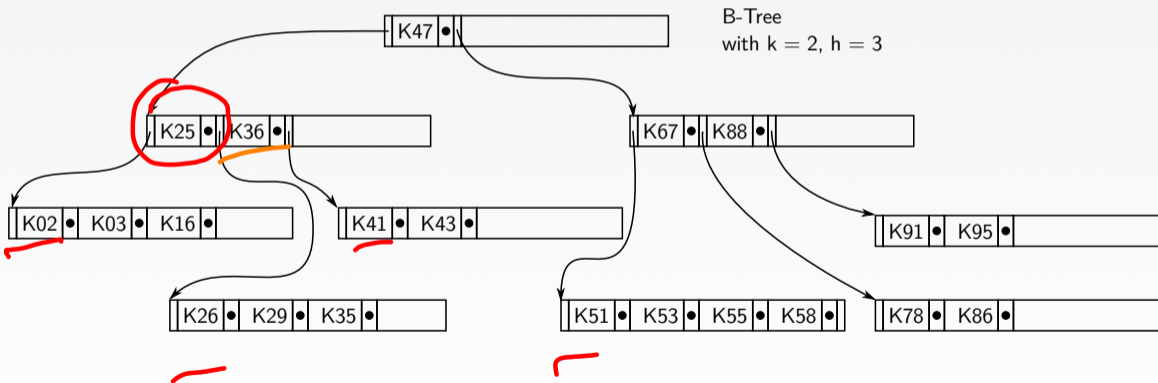 K47
B-Tree
with k = 2, h = 3
K25 K36
K67 K88
K02 K03 K16
K41 K43
K91 K95
K26 K29 K35
K51 K53 K55 K58
K78 K86